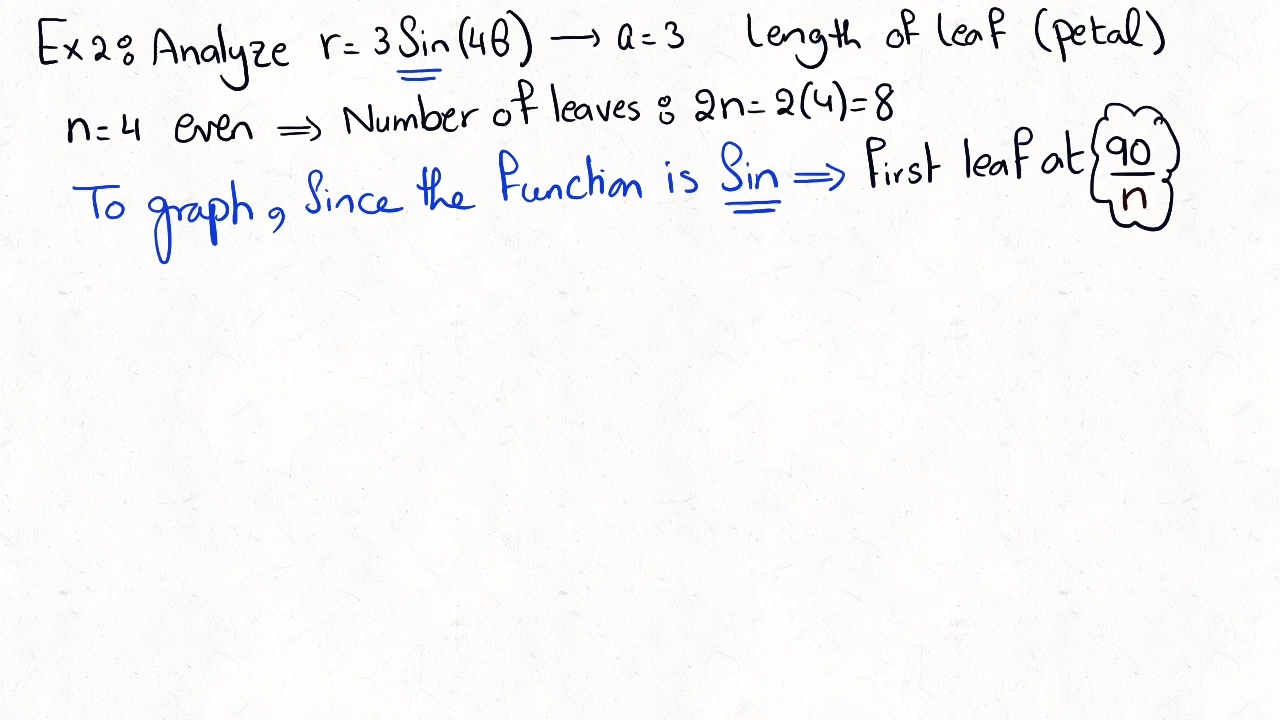 Ex2: Analyze r = 3 Sin(4θ) → a = 3 Length of leaf (petal)
n = 4 even ⇒ Number of leaves : 2n = 2(4) = 8
To graph, Since the function is Sin ⇒ first leaf at 90/n